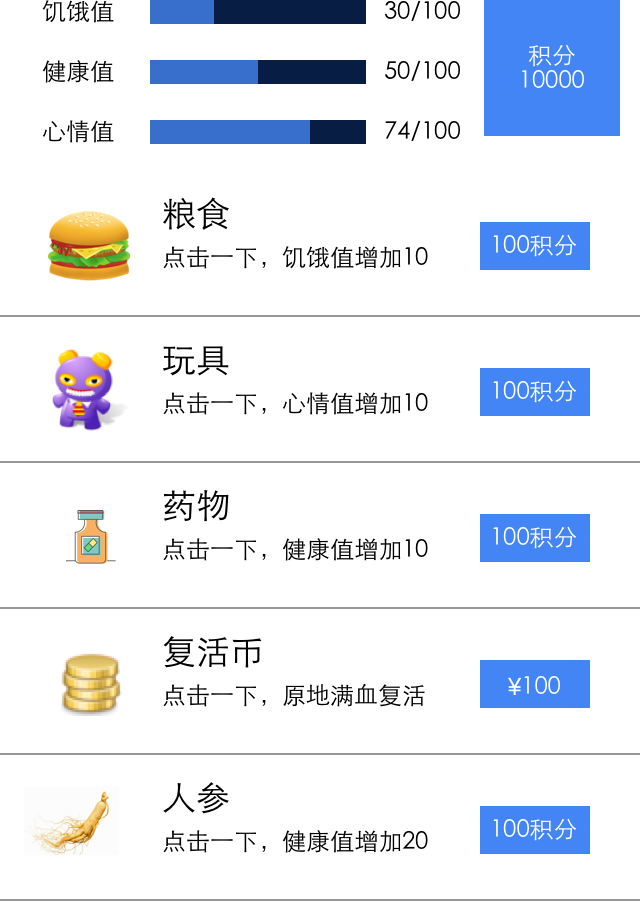 饥饿值 30/100
健康值 50/100
心情值 74/100
积分
10000
粮食
点击一下，饥饿值增加10
100积分
玩具
点击一下，心情值增加10
100积分
药物
点击一下，健康值增加10
100积分
复活币
点击一下，原地满血复活
¥100
人参
点击一下，健康值增加20
100积分